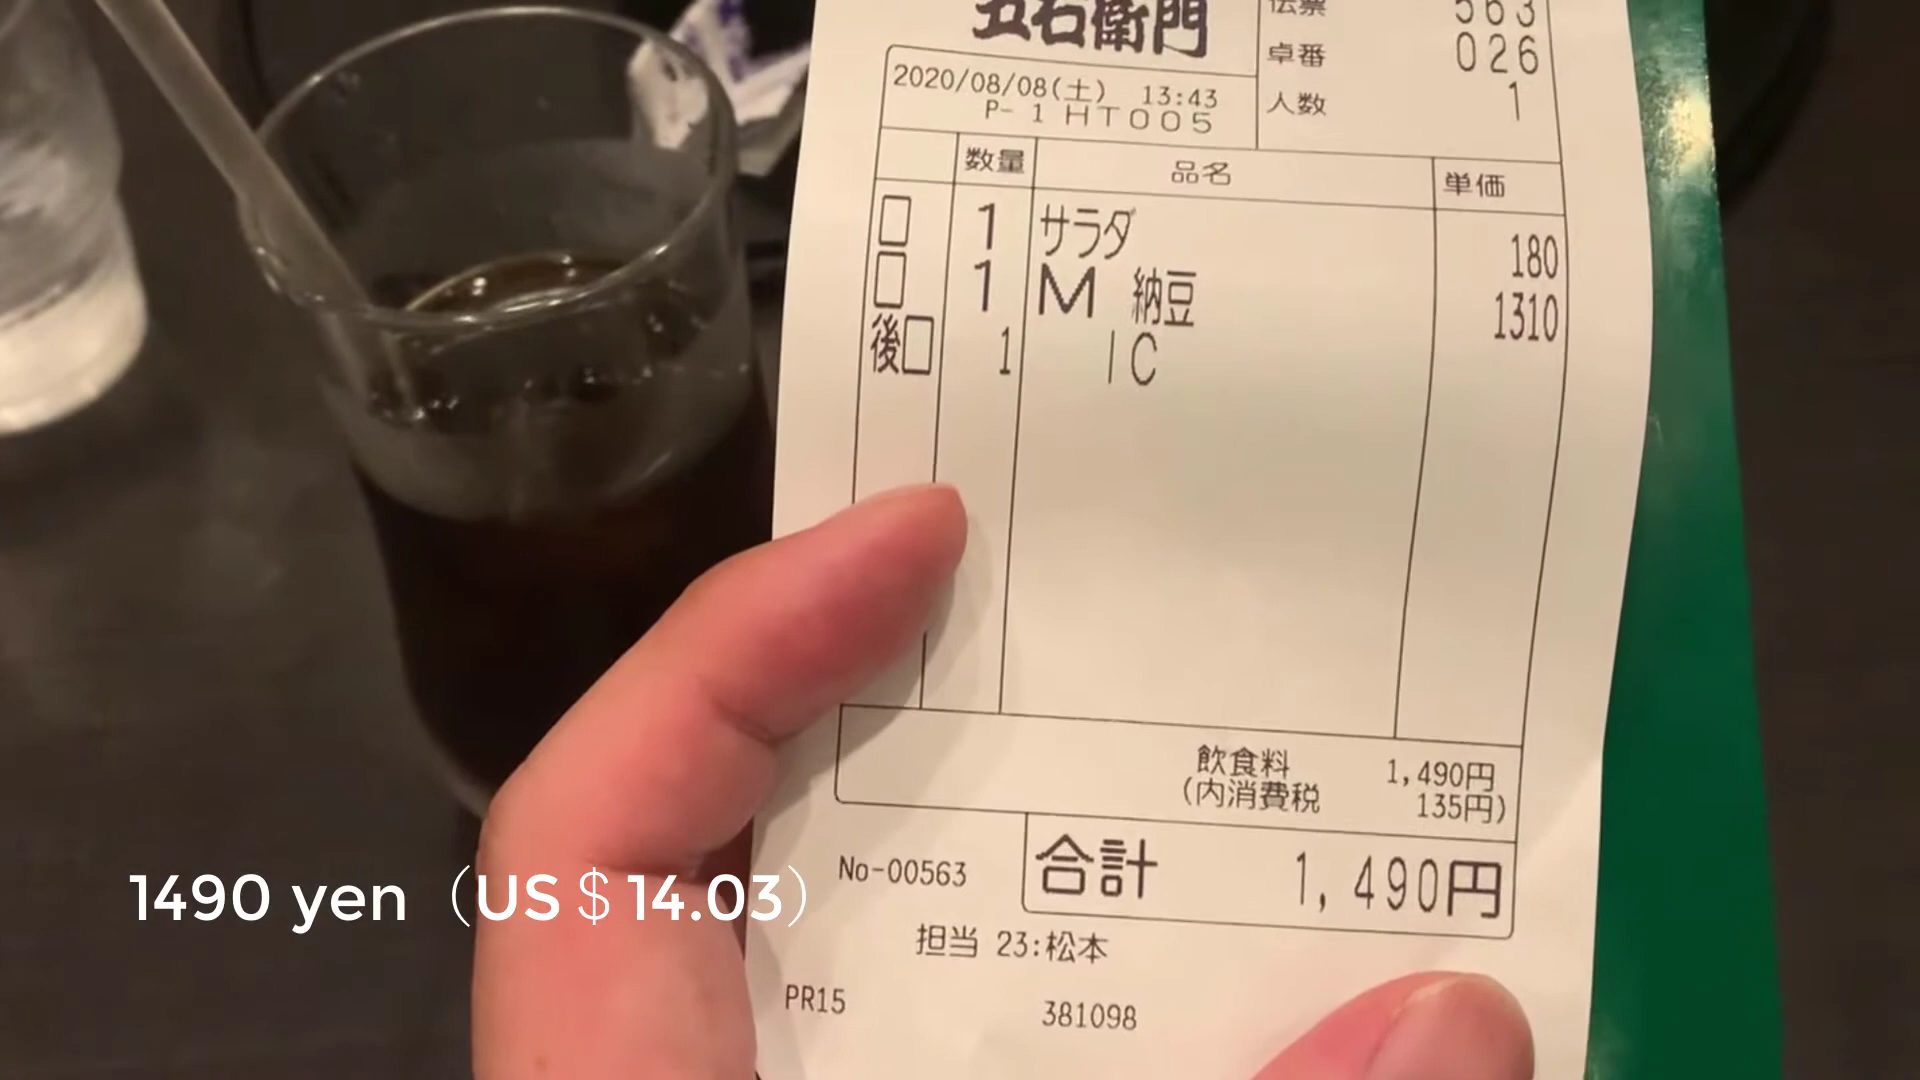 五右衛門
伝票 563
卓番 026
人数 1
2020/08/08(土) 13:43
P- 1 HT005
数量 品名 単価
□ 1 サラダ 180
□ 1 M 納豆 1310
後□ 1 IC
飲食料 1,490円
(内消費税 135円)
合計 1,490円
No-00563
担当 23:松本
PR15 381098
1490 yen（US＄14.03）